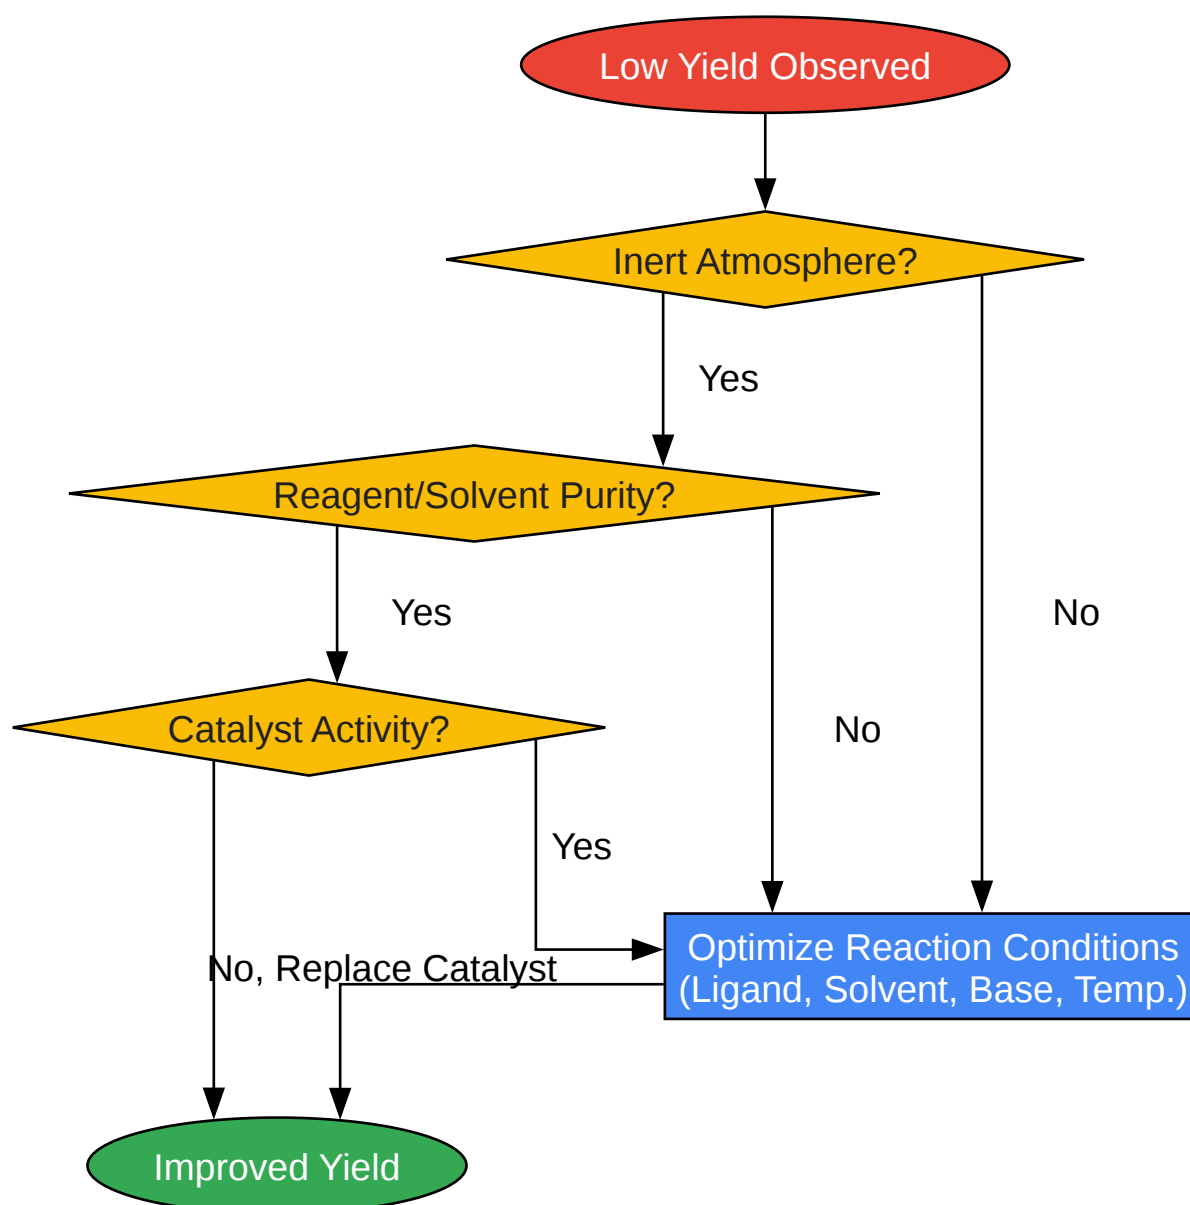 Low Yield Observed
Inert Atmosphere?
Yes
Reagent/Solvent Purity?
Yes
No
Catalyst Activity?
No
Yes
Optimize Reaction Conditions
(Ligand, Solvent, Base, Temp.)
No, Replace Catalyst
Improved Yield